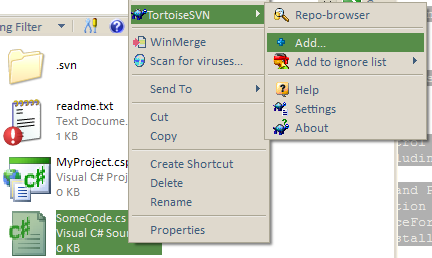 ng Filter
.svn
readme.txt
Text Docume...
1 KB
MyProject.csp
Visual C# Proj
0 KB
SomeCode.cs
Visual C# Sour
0 KB
TortoiseSVN
WinMerge
Scan for viruses...
Send To
Cut
Copy
Create Shortcut
Delete
Rename
Properties
Repo-browser
Add...
Add to ignore list
Help
Settings
About